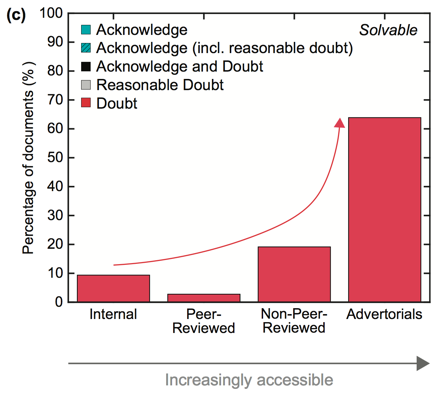 (c)
Solvable
Acknowledge
Acknowledge (incl. reasonable doubt)
Acknowledge and Doubt
Reasonable Doubt
Doubt
Percentage of documents (%)
100
90
80
70
60
50
40
30
20
10
0
Internal
Peer-
Reviewed
Non-Peer-
Reviewed
Advertorials
Increasingly accessible